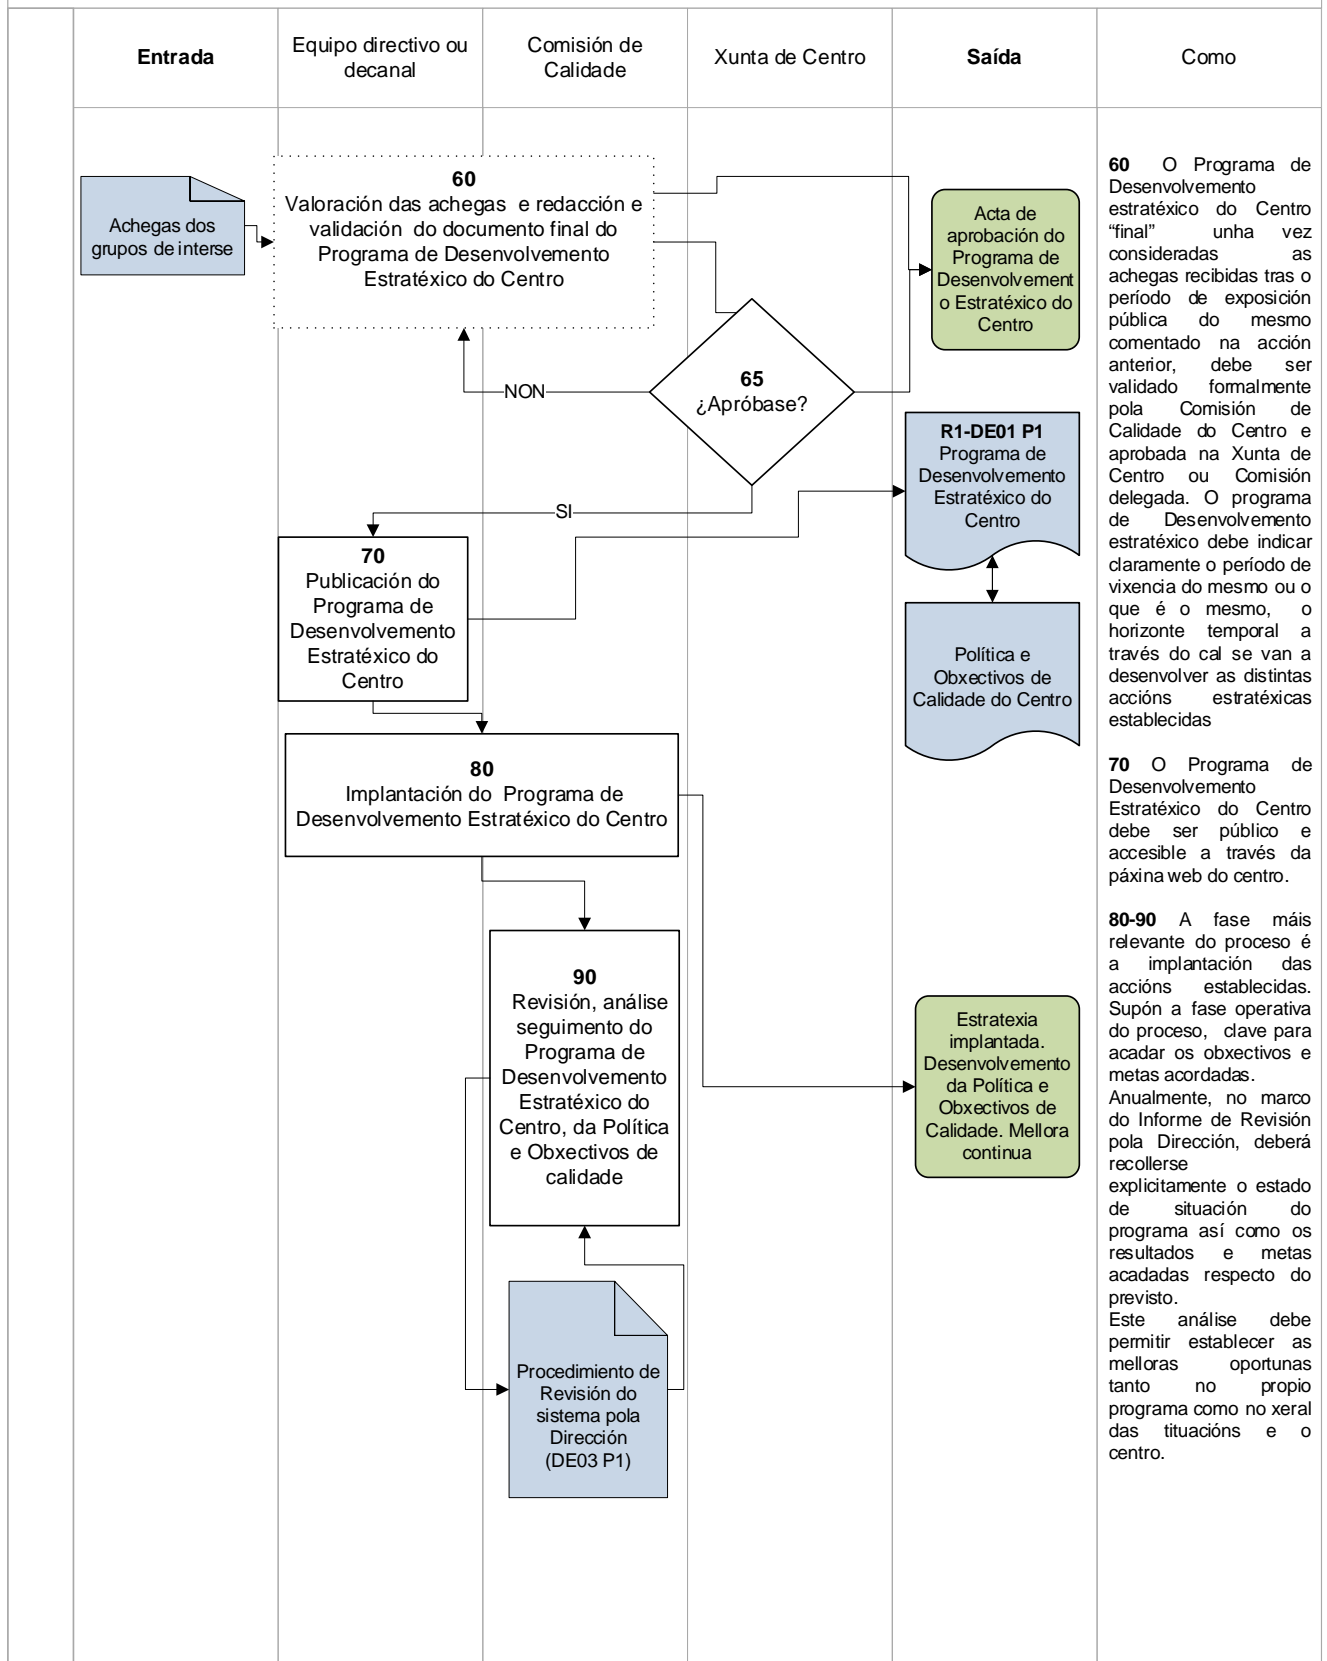 Entrada
Equipo directivo ou
decanal
Comisión de
Calidade
Xunta de Centro
Saída
Como
Achegas dos
grupos de interse
60
Valoración das achegas e redacción e
validación do documento final do
Programa de Desenvolvemento
Estratéxico do Centro
Acta de
aprobación do
Programa de
Desenvolvement
o Estratéxico do
Centro
65
¿Apróbase?
NON
SI
R1-DE01 P1
Programa de
Desenvolvemento
Estratéxico do
Centro
70
Publicación do
Programa de
Desenvolvemento
Estratéxico do
Centro
Política e
Obxectivos de
Calidade do Centro
80
Implantación do Programa de
Desenvolvemento Estratéxico do Centro
90
Revisión, análise
seguimento do
Programa de
Desenvolvemento
Estratéxico do
Centro, da Política
e Obxectivos de
calidade
Estratexia
implantada.
Desenvolvemento
da Política e
Obxectivos de
Calidade. Mellora
continua
Procedimiento de
Revisión do
sistema pola
Dirección
(DE03 P1)
60 O Programa de
Desenvolvemento
estratéxico do Centro
“final” unha vez
consideradas as
achegas recibidas tras o
período de exposición
pública do mesmo
comentado na acción
anterior, debe ser
validado formalmente
pola Comisión de
Calidade do Centro e
aprobada na Xunta de
Centro ou Comisión
delegada. O programa
de Desenvolvemento
estratéxico debe indicar
claramente o período de
vixencia do mesmo ou o
que é o mesmo, o
horizonte temporal a
través do cal se van a
desenvolver as distintas
accións estratéxicas
establecidas
70 O Programa de
Desenvolvemento
Estratéxico do Centro
debe ser público e
accesible a través da
páxina web do centro.
80-90 A fase máis
relevante do proceso é
a implantación das
accións establecidas.
Supón a fase operativa
do proceso, clave para
acadar os obxectivos e
metas acordadas.
Anualmente, no marco
do Informe de Revisión
pola Dirección, deberá
recollerse
explicitamente o estado
de situación do
programa así como os
resultados e metas
acadadas respecto do
previsto.
Este análise debe
permitir establecer as
melloras oportunas
tanto no propio
programa como no xeral
das tituacións e o
centro.